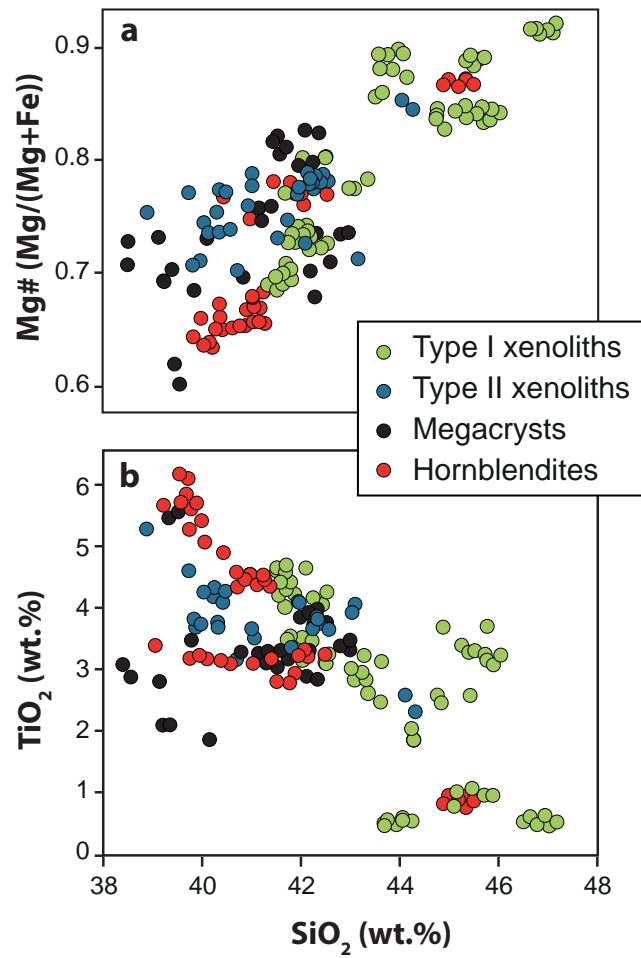 a
0.9
0.8
0.7
0.6
Mg# (Mg/(Mg+Fe))
Type I xenoliths
Type II xenoliths
Megacrysts
Hornblendites
b
6
5
4
3
2
1
0
TiO2 (wt.%)
38
40
42
44
46
48
SiO2 (wt.%)